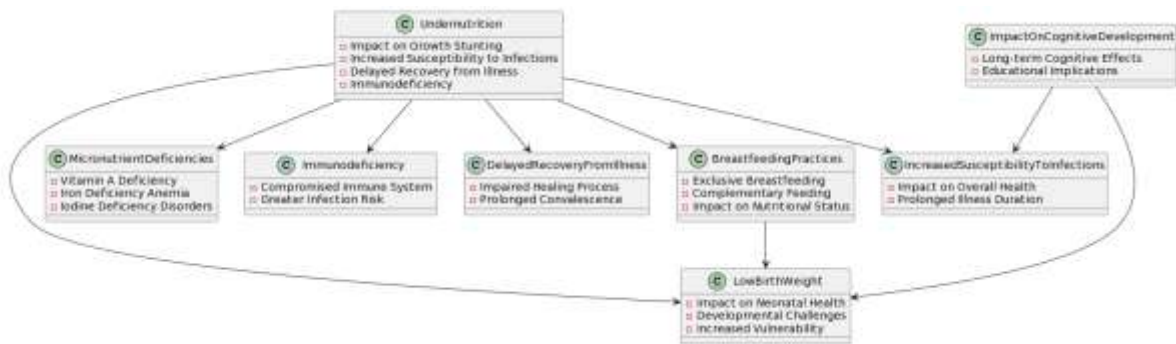 C Undernutrition
Impact on Growth Stunting
Increased Susceptibility to Infections
Delayed Recovery from Illness
Immunodeficiency
C ImpactOnCognitiveDevelopment
Long-term Cognitive Effects
Educational Implications
C MicronutrientDeficiencies
Vitamin A Deficiency
Iron Deficiency Anemia
Iodine Deficiency Disorders
C Immunodeficiency
Compromised Immune System
Greater Infection Risk
C DelayedRecoveryFromIllness
Impaired Healing Process
Prolonged Convalescence
C BreastfeedingPractices
Exclusive Breastfeeding
Complementary Feeding
Impact on Nutritional Status
C IncreasedSusceptibilityToInfections
Impact on Overall Health
Prolonged Illness Duration
C LowBirthWeight
Impact on Neonatal Health
Developmental Challenges
Increased Vulnerability